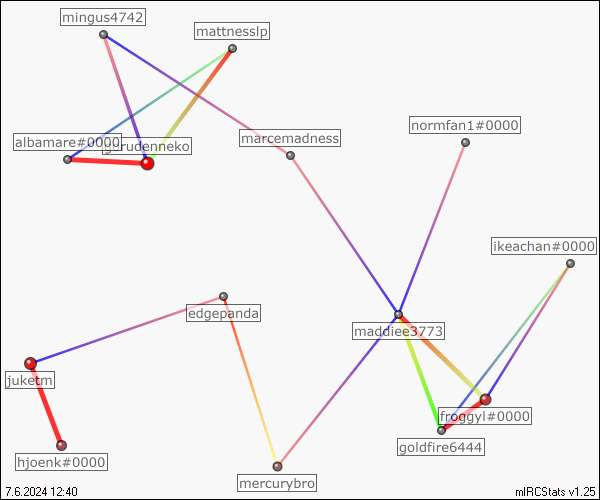 mingus4742
mattnesslp
normfan1#0000
marcemadness
albamare#0000
gurudenneko
ikeachan#0000
edgepanda
maddiee3773
juketm
froggyl#0000
goldfire6444
hjoenk#0000
mercurybro
7.6.2024 12:40
mIRCStats v1.25